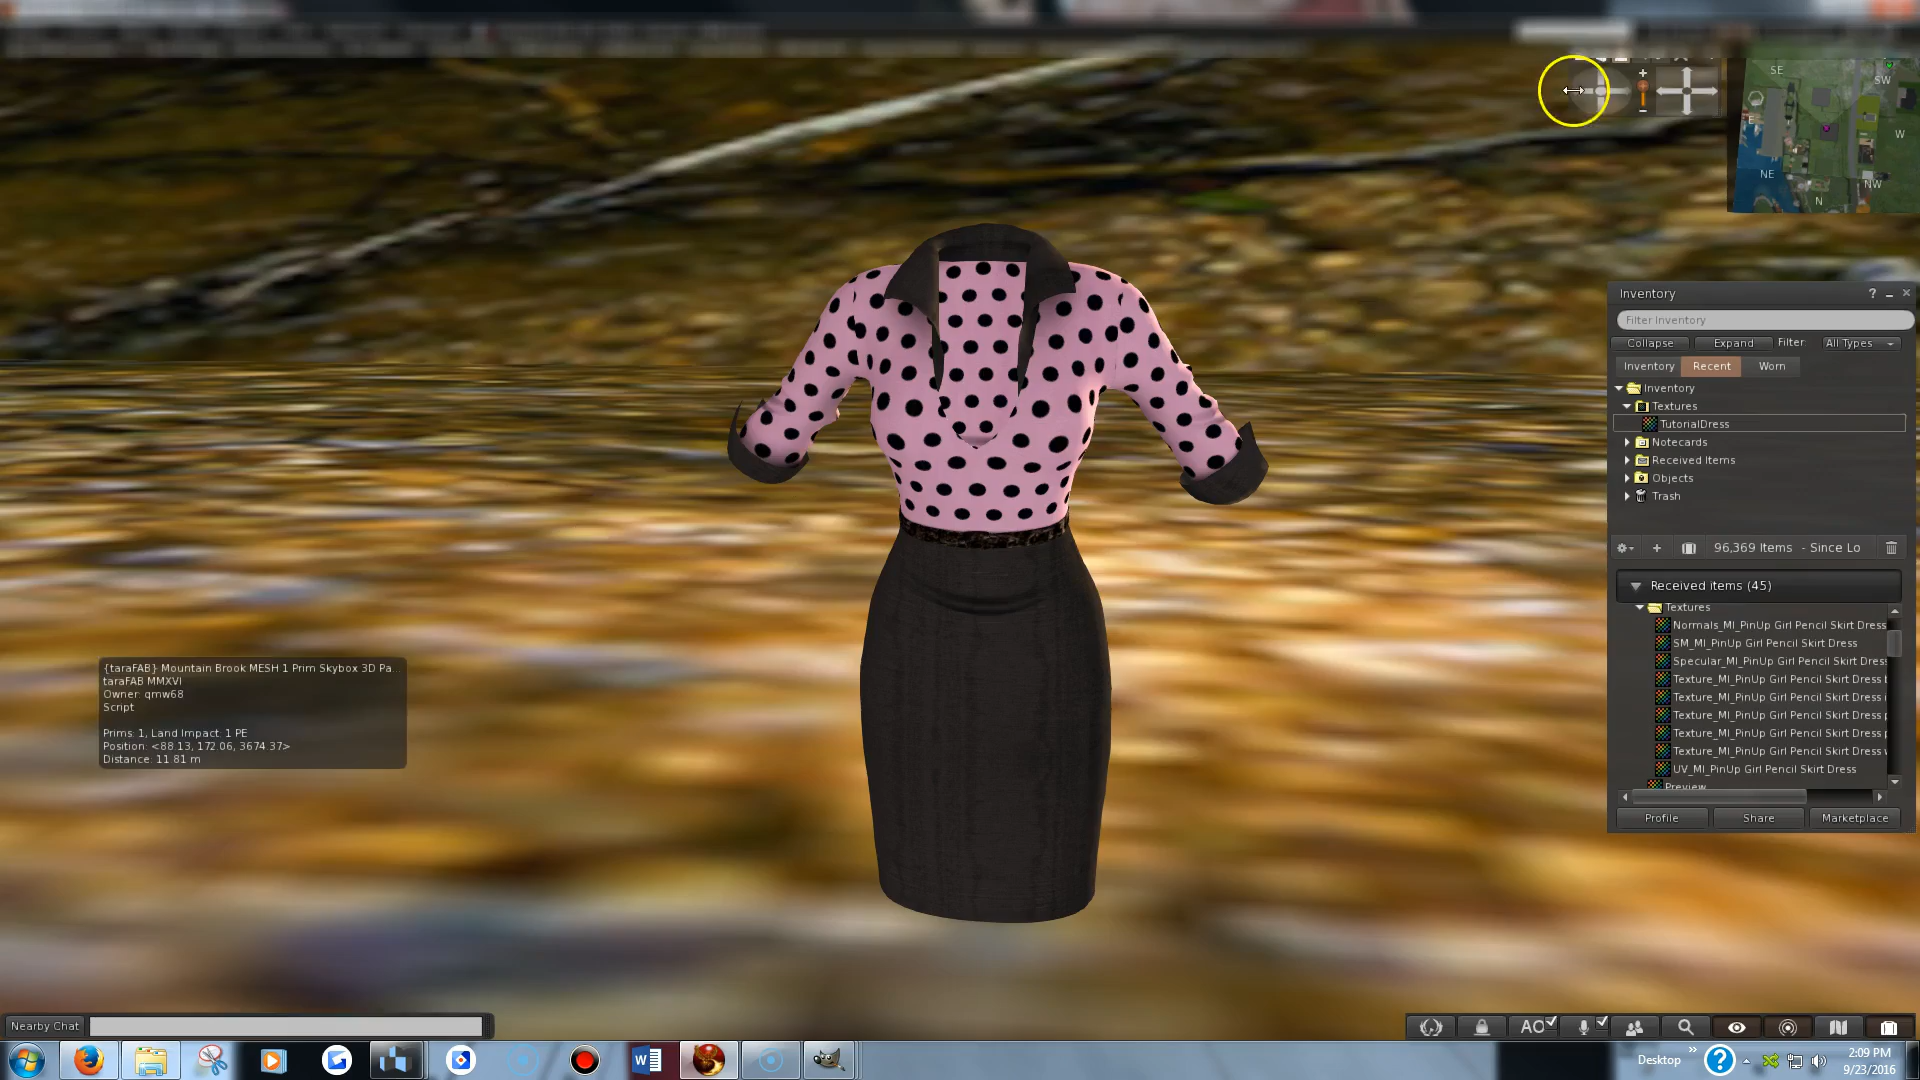 SE
SW
E
W
NE
NW
N
Inventory
? _ ×
Filter Inventory
Collapse
Expand
Filter:
All Types
Inventory
Recent
Worn
Inventory
Textures
TutorialDress
Notecards
Received Items
Objects
Trash
96,369 Items - Since Lo
Received items (45)
Textures
Normals_MI_PinUp Girl Pencil Skirt Dress
SM_MI_PinUp Girl Pencil Skirt Dress
Specular_MI_PinUp Girl Pencil Skirt Dress
Texture_MI_PinUp Girl Pencil Skirt Dress
Texture_MI_PinUp Girl Pencil Skirt Dress
Texture_MI_PinUp Girl Pencil Skirt Dress
Texture_MI_PinUp Girl Pencil Skirt Dress
Texture_MI_PinUp Girl Pencil Skirt Dress
UV_MI_PinUp Girl Pencil Skirt Dress
Preview
Profile
Share
Marketplace
{taraFAB} Mountain Brook MESH 1 Prim Skybox 3D Pa...
taraFAB MMXVI
Owner: qmw68
Script
Prims: 1, Land Impact: 1 PE
Position: <88.13, 172.06, 3674.37>
Distance: 11.81 m
Nearby Chat
AO
Desktop
2:09 PM
9/23/2016